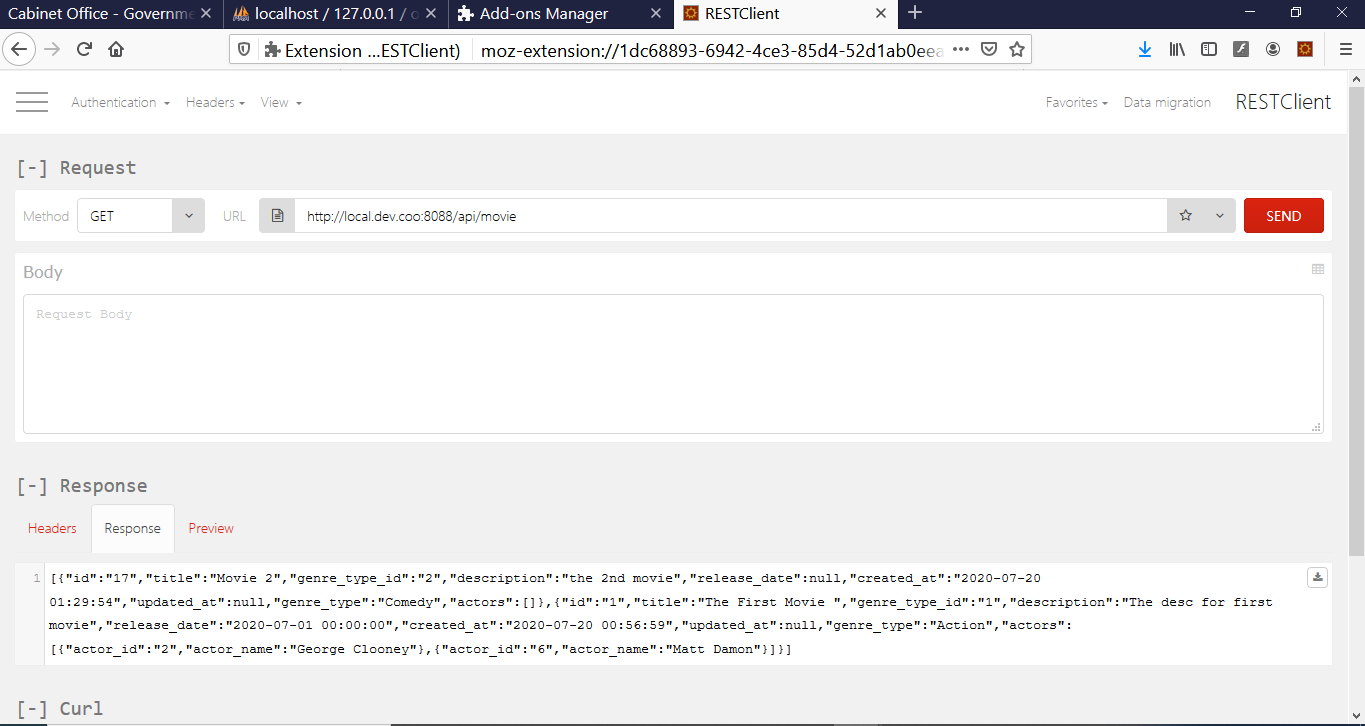 Cabinet Office - Governme
localhost / 127.0.0.1 / o
Add-ons Manager
RESTClient
Extension ...ESTClient)
moz-extension://1dc68893-6942-4ce3-85d4-52d1ab0eea
Authentication
Headers
View
Favorites
Data migration
RESTClient
[-] Request
Method
GET
URL
http://local.dev.coo:8088/api/movie
SEND
Body
Request Body
[-] Response
Headers
Response
Preview
1 [{"id":"17","title":"Movie 2","genre_type_id":"2","description":"the 2nd movie","release_date":null,"created_at":"2020-07-20
01:29:54","updated_at":null,"genre_type":"Comedy","actors":[]},{"id":"1","title":"The First Movie ","genre_type_id":"1","description":"The desc for first
movie","release_date":"2020-07-01 00:00:00","created_at":"2020-07-20 00:56:59","updated_at":null,"genre_type":"Action","actors":
[{"actor_id":"2","actor_name":"George Clooney"},{"actor_id":"6","actor_name":"Matt Damon"}]}]
[-] Curl